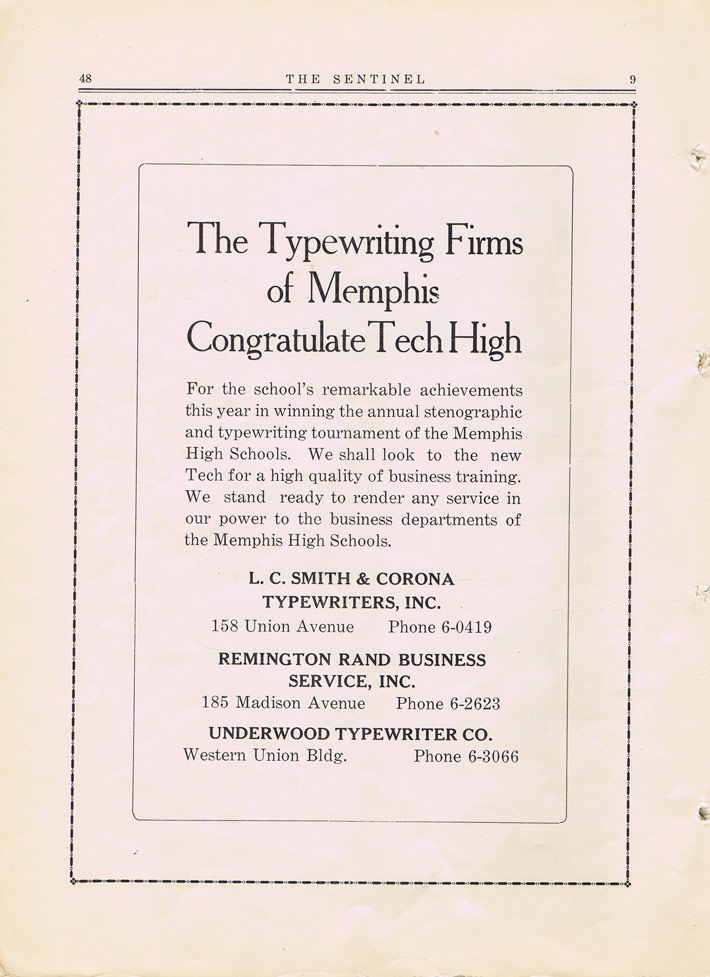 48 THE SENTINEL 9
The Typewriting Firms
of Memphis
Congratulate Tech High
For the school's remarkable achievements
this year in winning the annual stenographic
and typewriting tournament of the Memphis
High Schools. We shall look to the new
Tech for a high quality of business training.
We stand ready to render any service in
our power to the business departments of
the Memphis High Schools.
L. C. SMITH & CORONA
TYPEWRITERS, INC.
158 Union Avenue Phone 6-0419
REMINGTON RAND BUSINESS
SERVICE, INC.
185 Madison Avenue Phone 6-2623
UNDERWOOD TYPEWRITER CO.
Western Union Bldg. Phone 6-3066